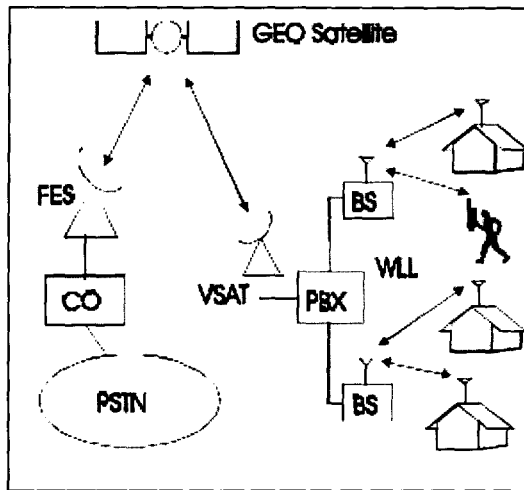 GEO Satellite
FES
BS
CO
VSAT
PBX
WLL
PSTN
BS